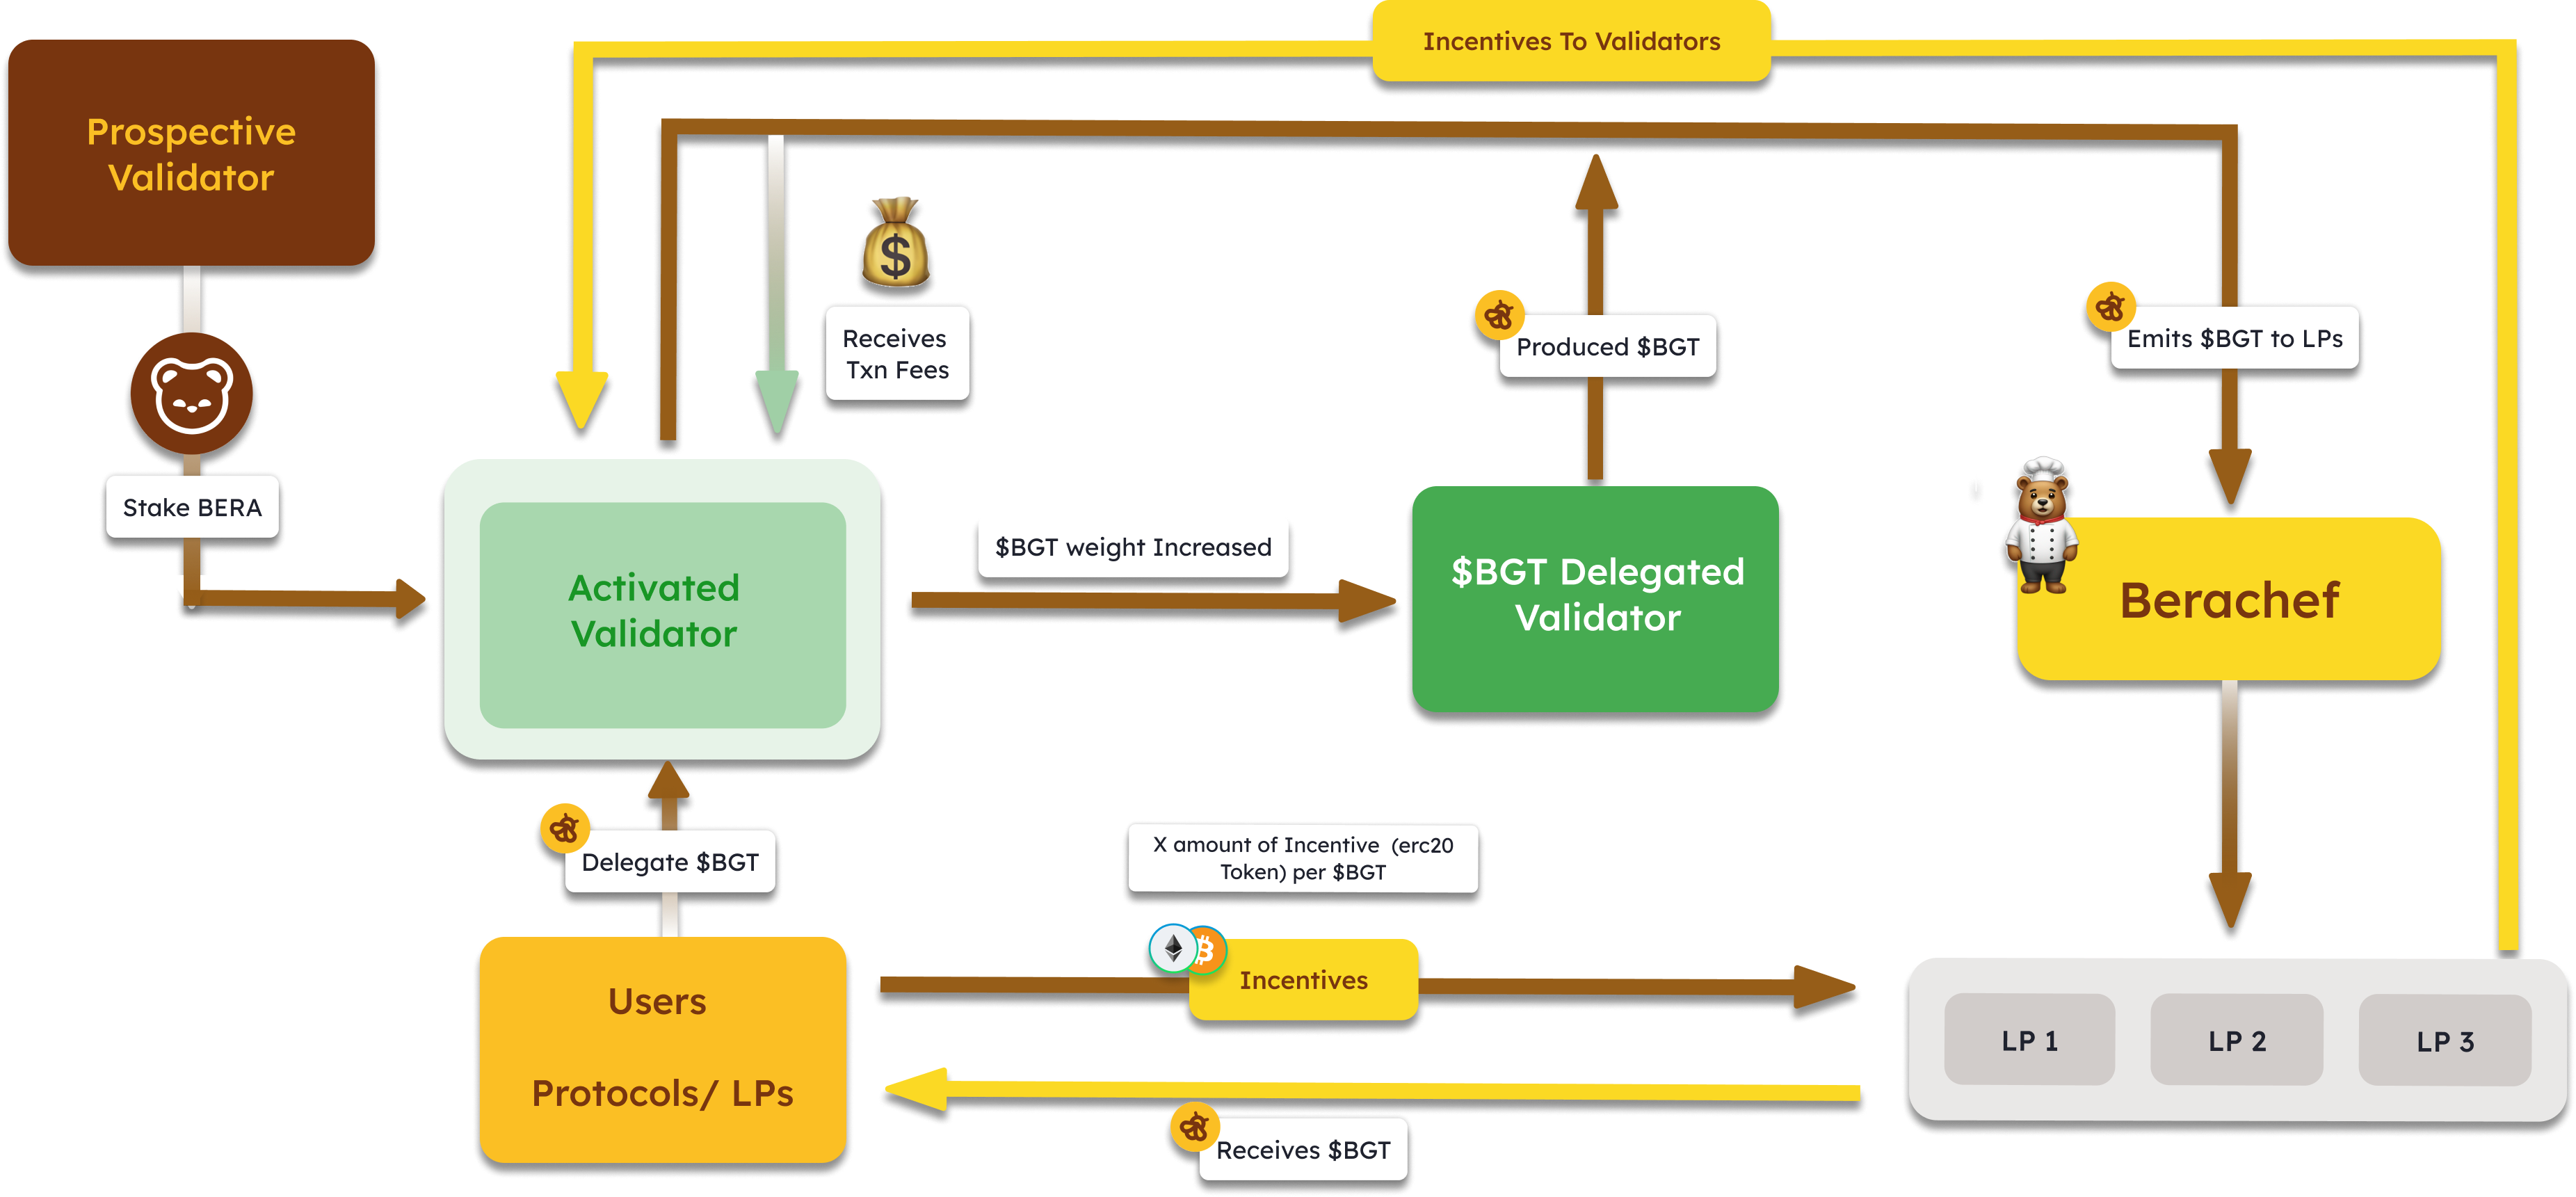 Incentives To Validators
Prospective
Validator
Receives
Txn Fees
Produced $BGT
Emits $BGT to LPs
Stake BERA
$BGT weight Increased
Activated
Validator
$BGT Delegated
Validator
Berachef
Delegate $BGT
X amount of Incentive (erc20
Token) per $BGT
Incentives
Users
Protocols/ LPs
LP 1
LP 2
LP 3
Receives $BGT